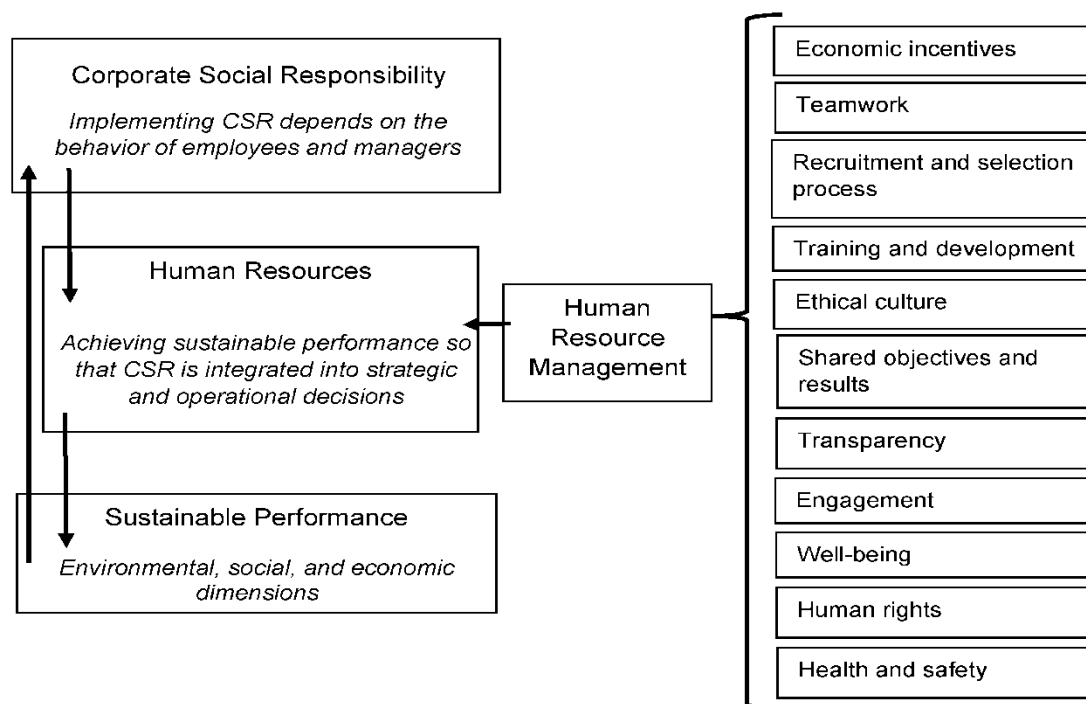 Corporate Social Responsibility
Implementing CSR depends on the
behavior of employees and managers
Human Resources
Achieving sustainable performance so
that CSR is integrated into strategic
and operational decisions
Sustainable Performance
Environmental, social, and economic
dimensions
Human
Resource
Management
Economic incentives
Teamwork
Recruitment and selection
process
Training and development
Ethical culture
Shared objectives and
results
Transparency
Engagement
Well-being
Human rights
Health and safety